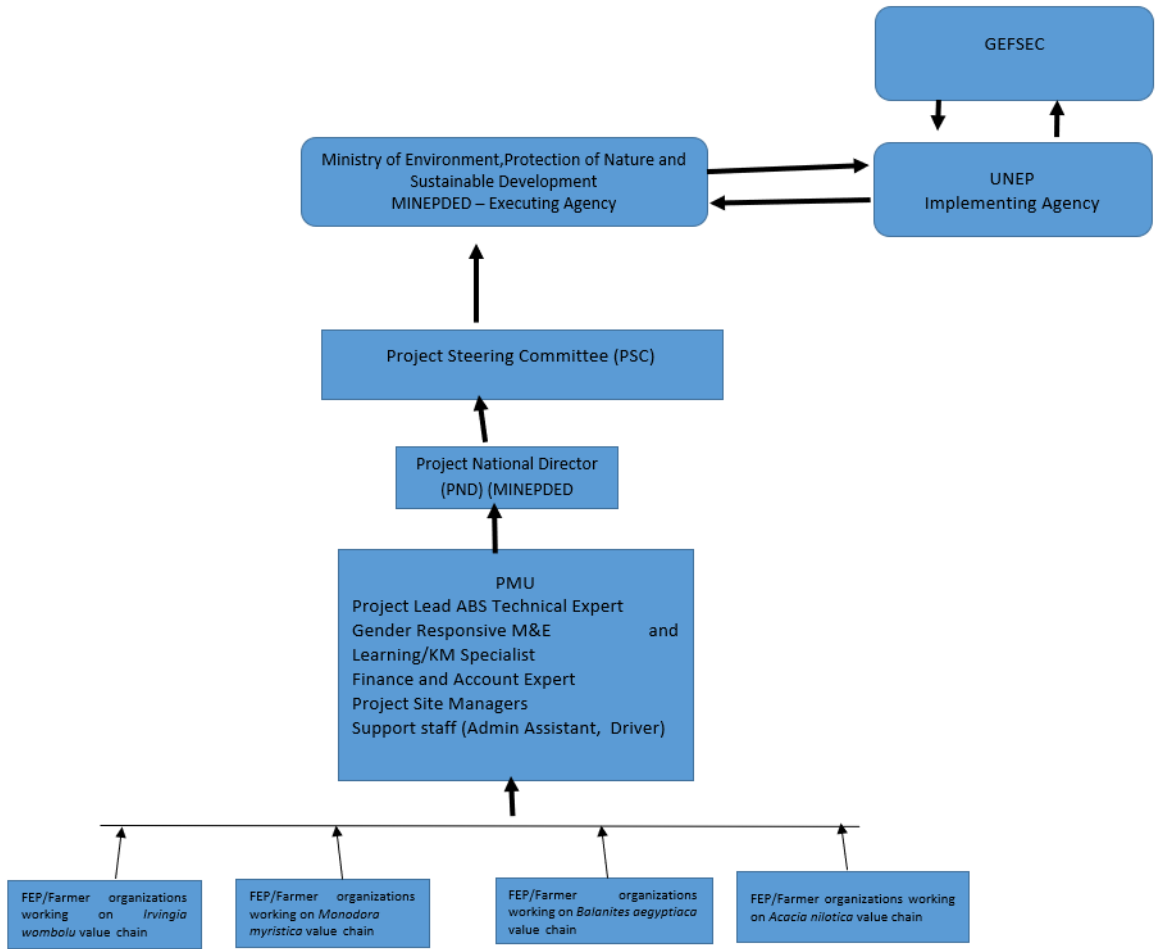 GEFSEC
Ministry of Environment,Protection of Nature and
Sustainable Development
MINEPDED – Executing Agency
UNEP
Implementing Agency
Project Steering Committee (PSC)
Project National Director
(PND) (MINEPDED
PMU
Project Lead ABS Technical Expert
Gender Responsive M&E and
Learning/KM Specialist
Finance and Account Expert
Project Site Managers
Support staff (Admin Assistant, Driver)
FEP/Farmer organizations
working on Irvingia
wombolu value chain
FEP/Farmer organizations
working on Monodora
myristica value chain
FEP/Farmer organizations
working on Balanites aegyptiaca
value chain
FEP/Farmer organizations working
on Acacia nilotica value chain